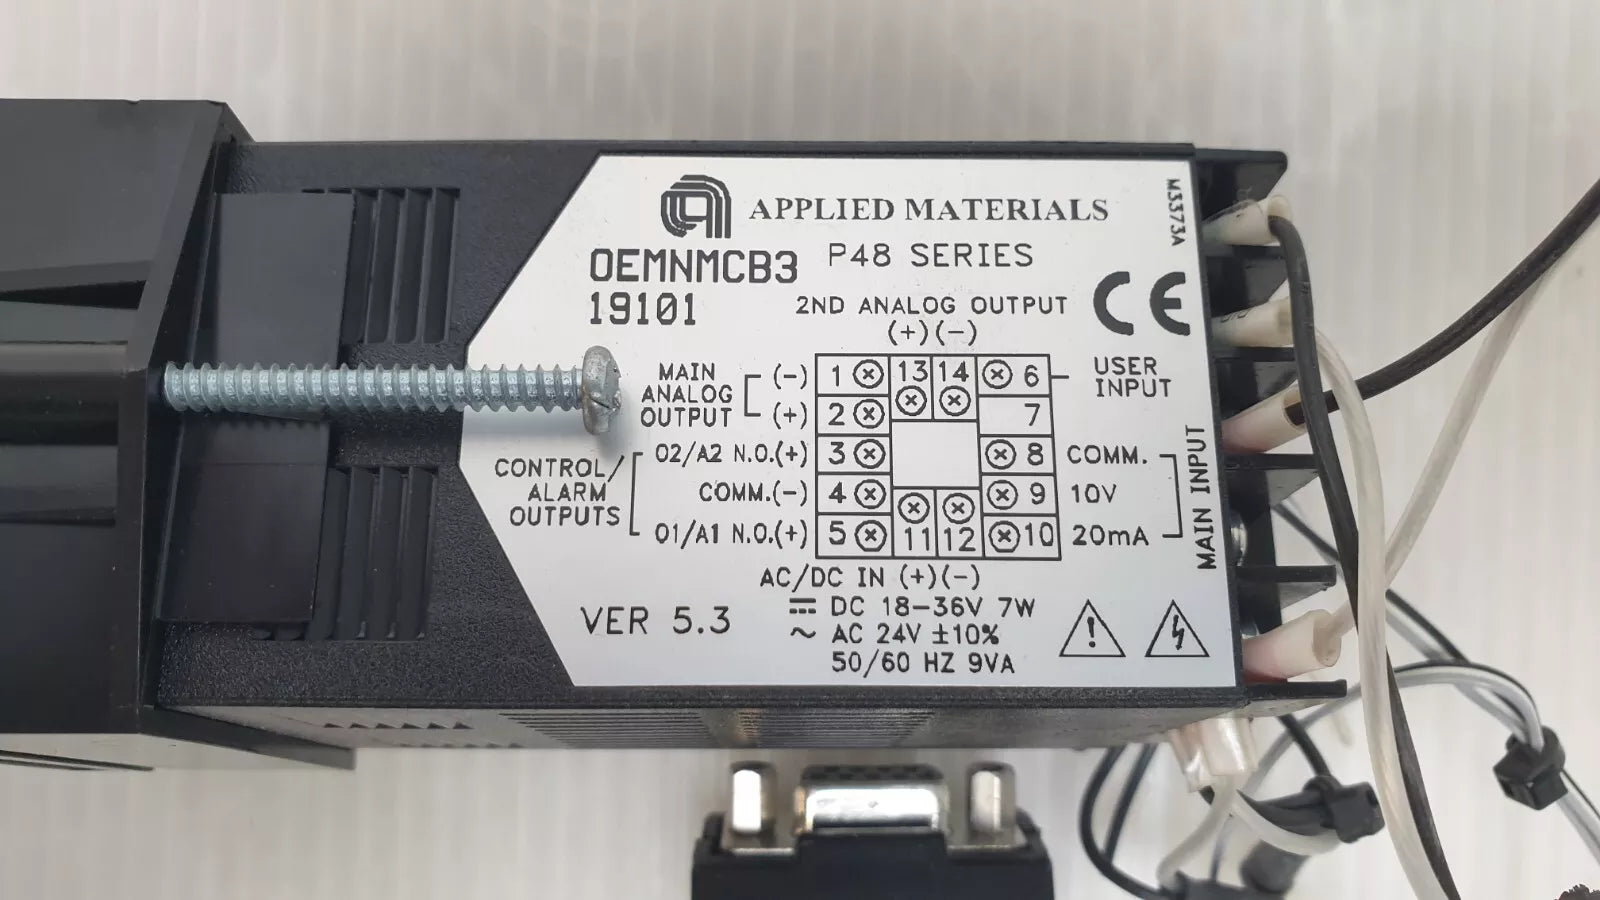 APPLIED MATERIALS
M3373A
OEMNMCB3 P48 SERIES
19101
2ND ANALOG OUTPUT
(+)(-)
CE
MAIN ANALOG OUTPUT
(-) 1 13 14 6 USER INPUT
(+) 2 7
CONTROL/ ALARM OUTPUTS
O2/A2 N.O.(+) 3 8 COMM.
COMM.(-) 4 9 10V
O1/A1 N.O.(+) 5 11 12 10 20mA
MAIN INPUT
AC/DC IN (+)(-)
VER 5.3
DC 18-36V 7W
~ AC 24V ±10%
50/60 HZ 9VA